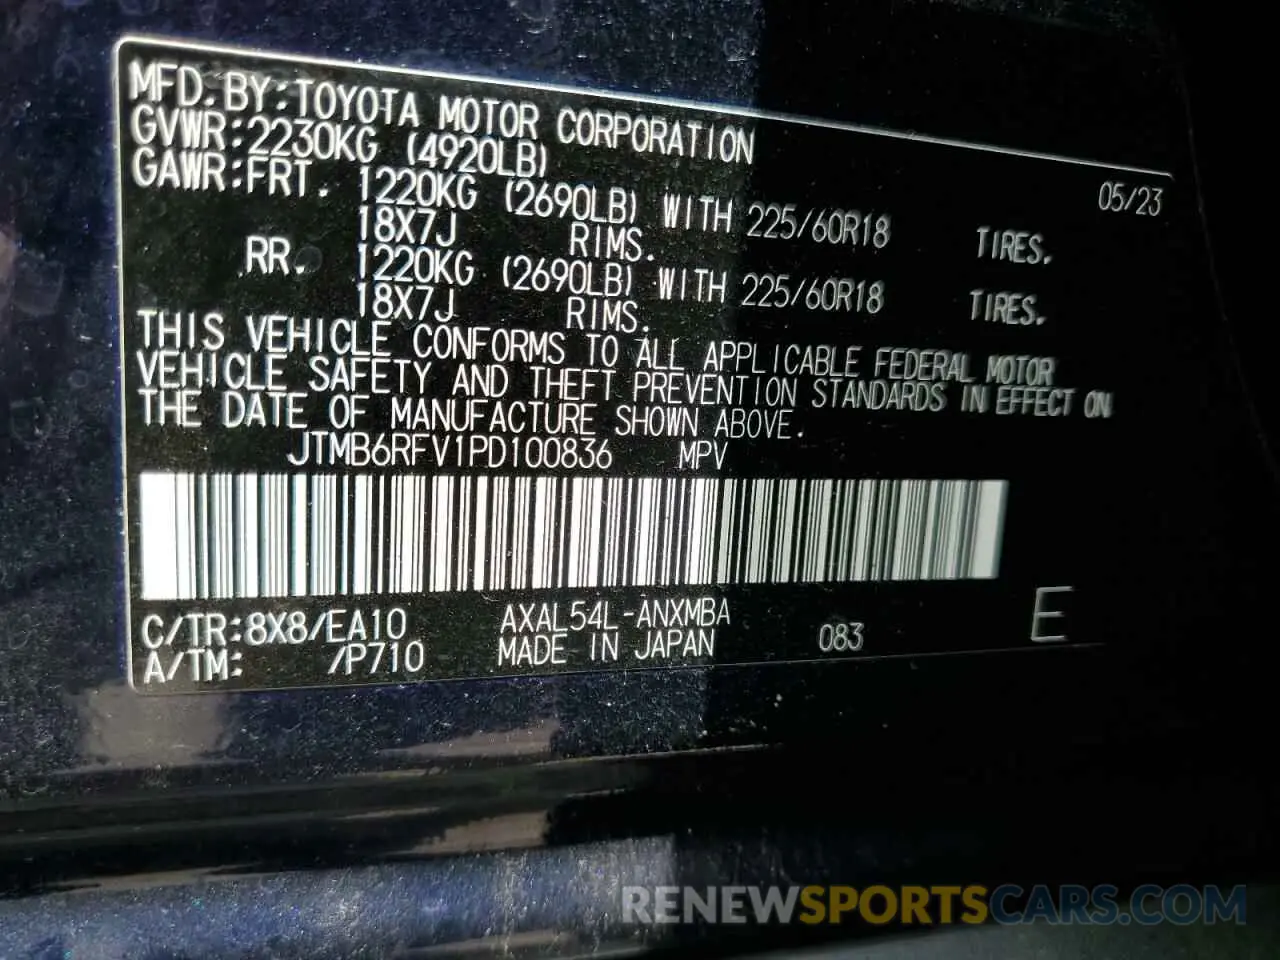 MFD. BY:TOYOTA MOTOR CORPORATION 05/23
GVWR:2230KG (4920LB)
GAWR:FRT. 1220KG (2690LB) WITH 225/60R18 TIRES.
18X7J RIMS.
RR. 1220KG (2690LB) WITH 225/60R18 TIRES.
18X7J RIMS.
THIS VEHICLE CONFORMS TO ALL APPLICABLE FEDERAL MOTOR
VEHICLE SAFETY AND THEFT PREVENTION STANDARDS IN EFFECT ON
THE DATE OF MANUFACTURE SHOWN ABOVE.
JTMB6RFV1PD100836 MPV
C/TR:8X8/EA10 AXAL54L-ANXMBA
A/TM: /P710 MADE IN JAPAN 083 E
RENEWSPORTSCARS.COM